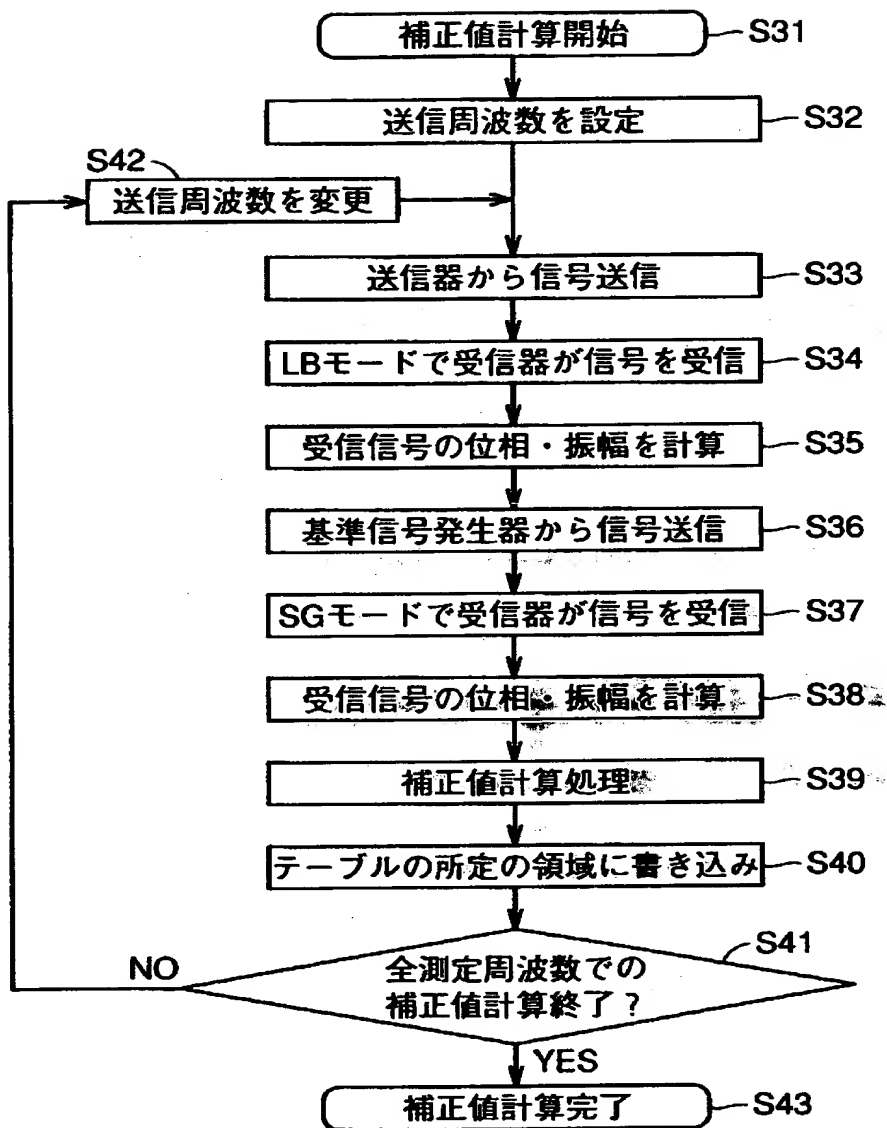 補正値計算開始 S31
送信周波数を設定 S32
S42
送信周波数を変更
送信器から信号送信 S33
LBモードで受信器が信号を受信 S34
受信信号の位相・振幅を計算 S35
基準信号発生器から信号送信 S36
SGモードで受信器が信号を受信 S37
受信信号の位相・振幅を計算 S38
補正値計算処理 S39
テーブルの所定の領域に書き込み S40
S41
NO
全測定周波数での
補正値計算終了?
YES
補正値計算完了 S43